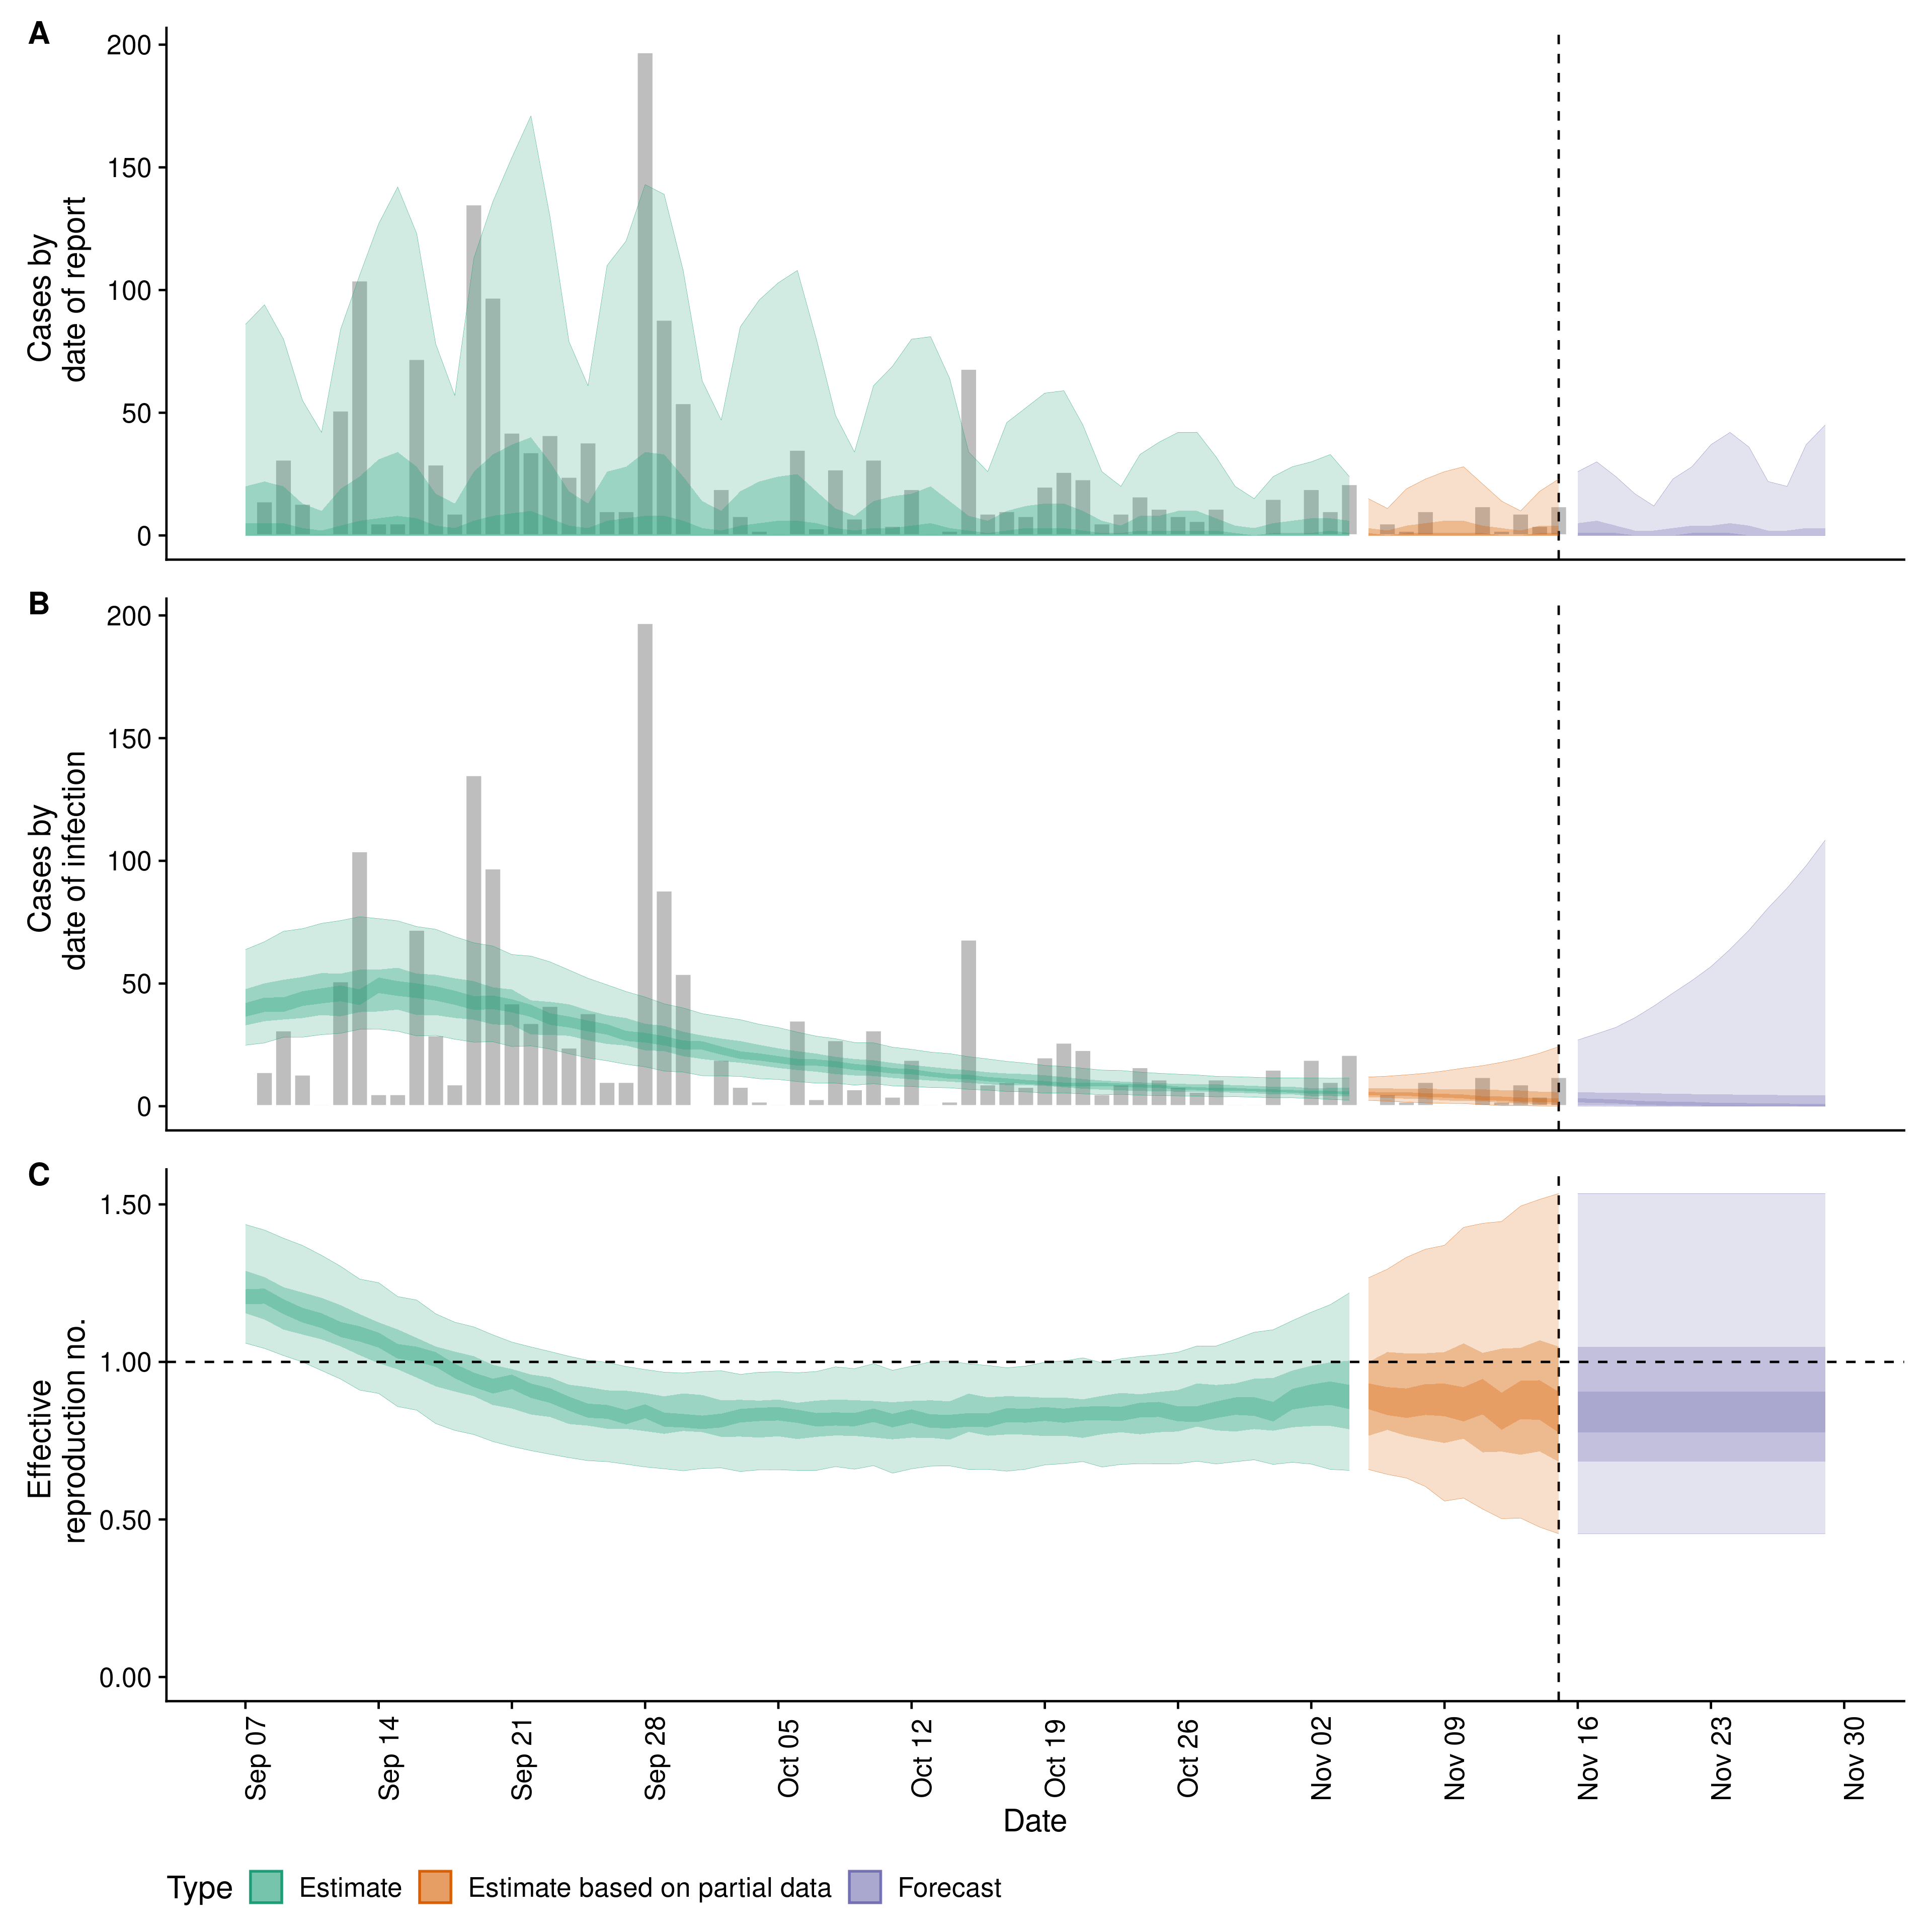 A
200
150
100
50
0
Cases by
date of report
B
200
150
100
50
0
Cases by
date of infection
C
1.50
1.00
0.50
0.00
Effective
reproduction no.
Sep 07
Sep 14
Sep 21
Sep 28
Oct 05
Oct 12
Oct 19
Oct 26
Nov 02
Nov 09
Nov 16
Nov 23
Nov 30
Date
Type Estimate Estimate based on partial data Forecast